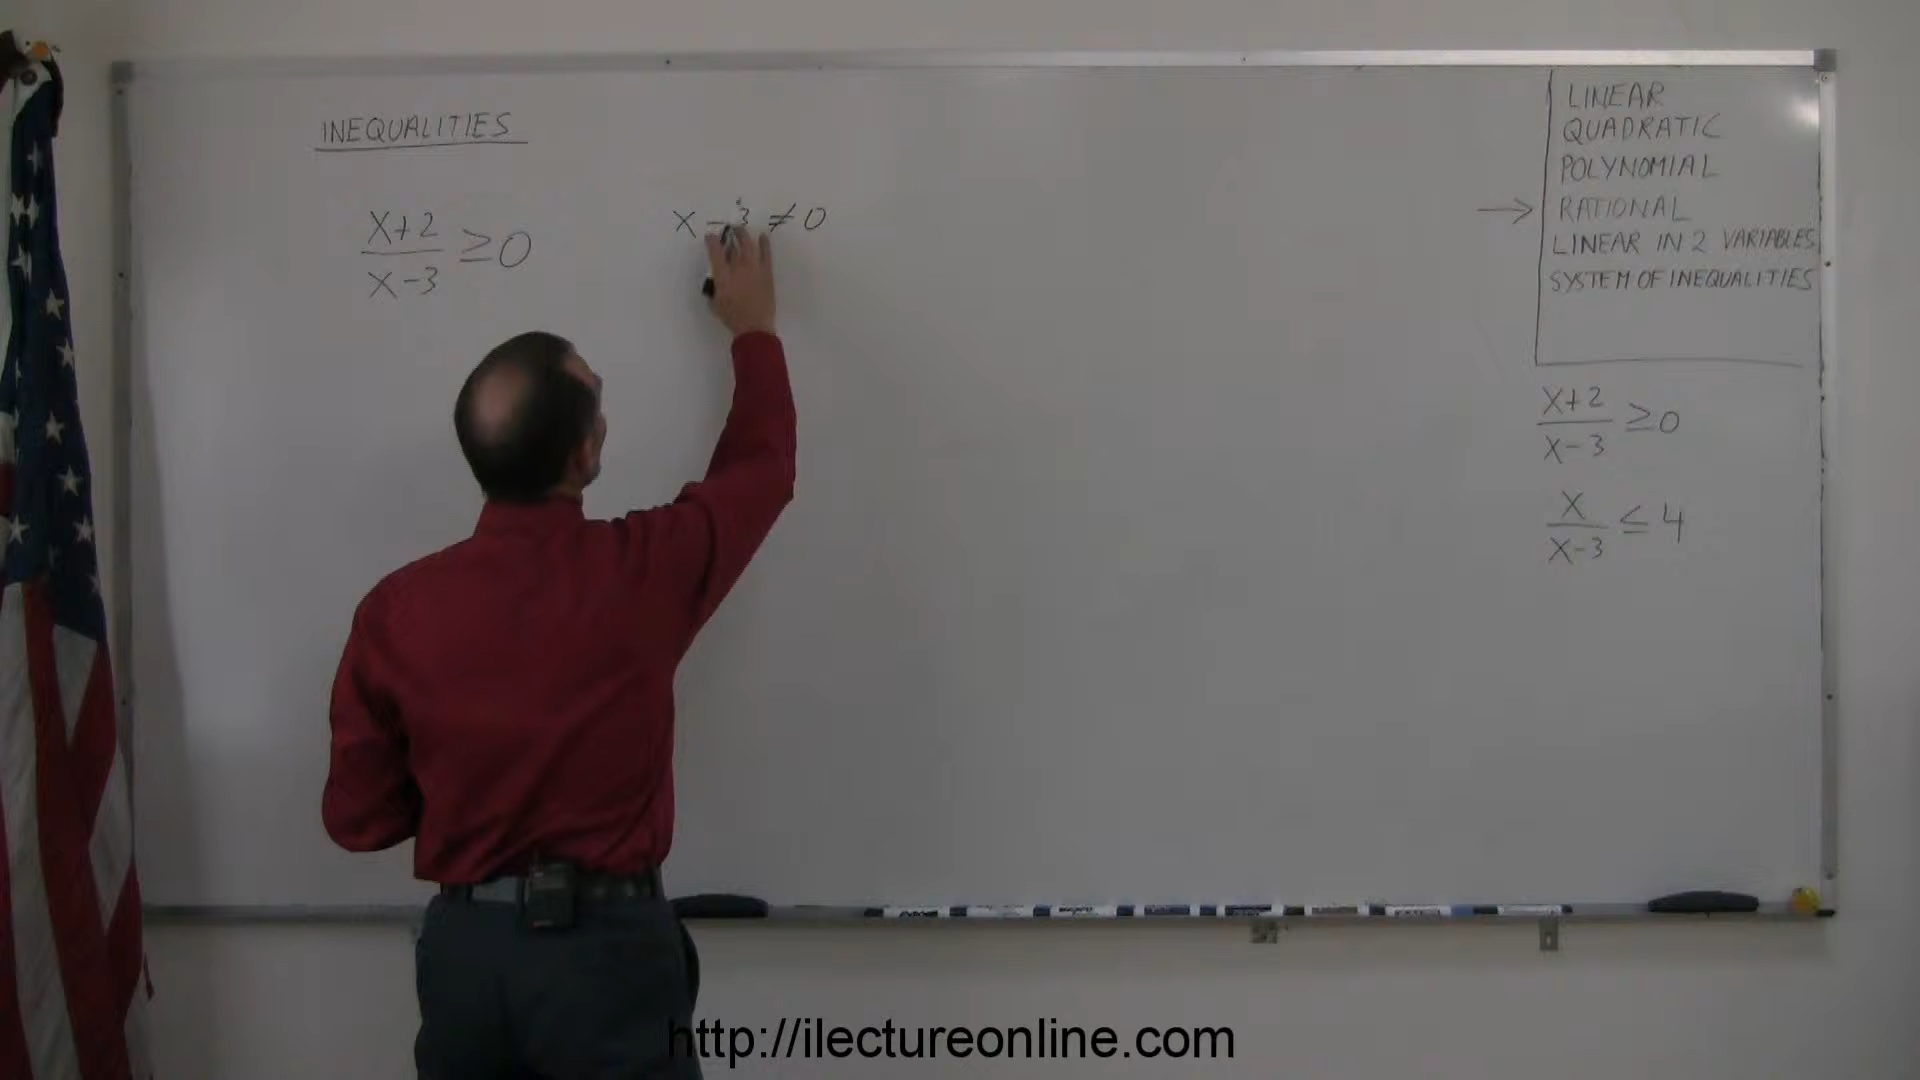 INEQUALITIES
X+2
X-3
≥0
X-3≠0
LINEAR
QUADRATIC
POLYNOMIAL
→ RATIONAL
LINEAR IN 2 VARIABLES
SYSTEM OF INEQUALITIES
X+2
X-3
≥0
X
X-3
≤4
http://ilectureonline.com